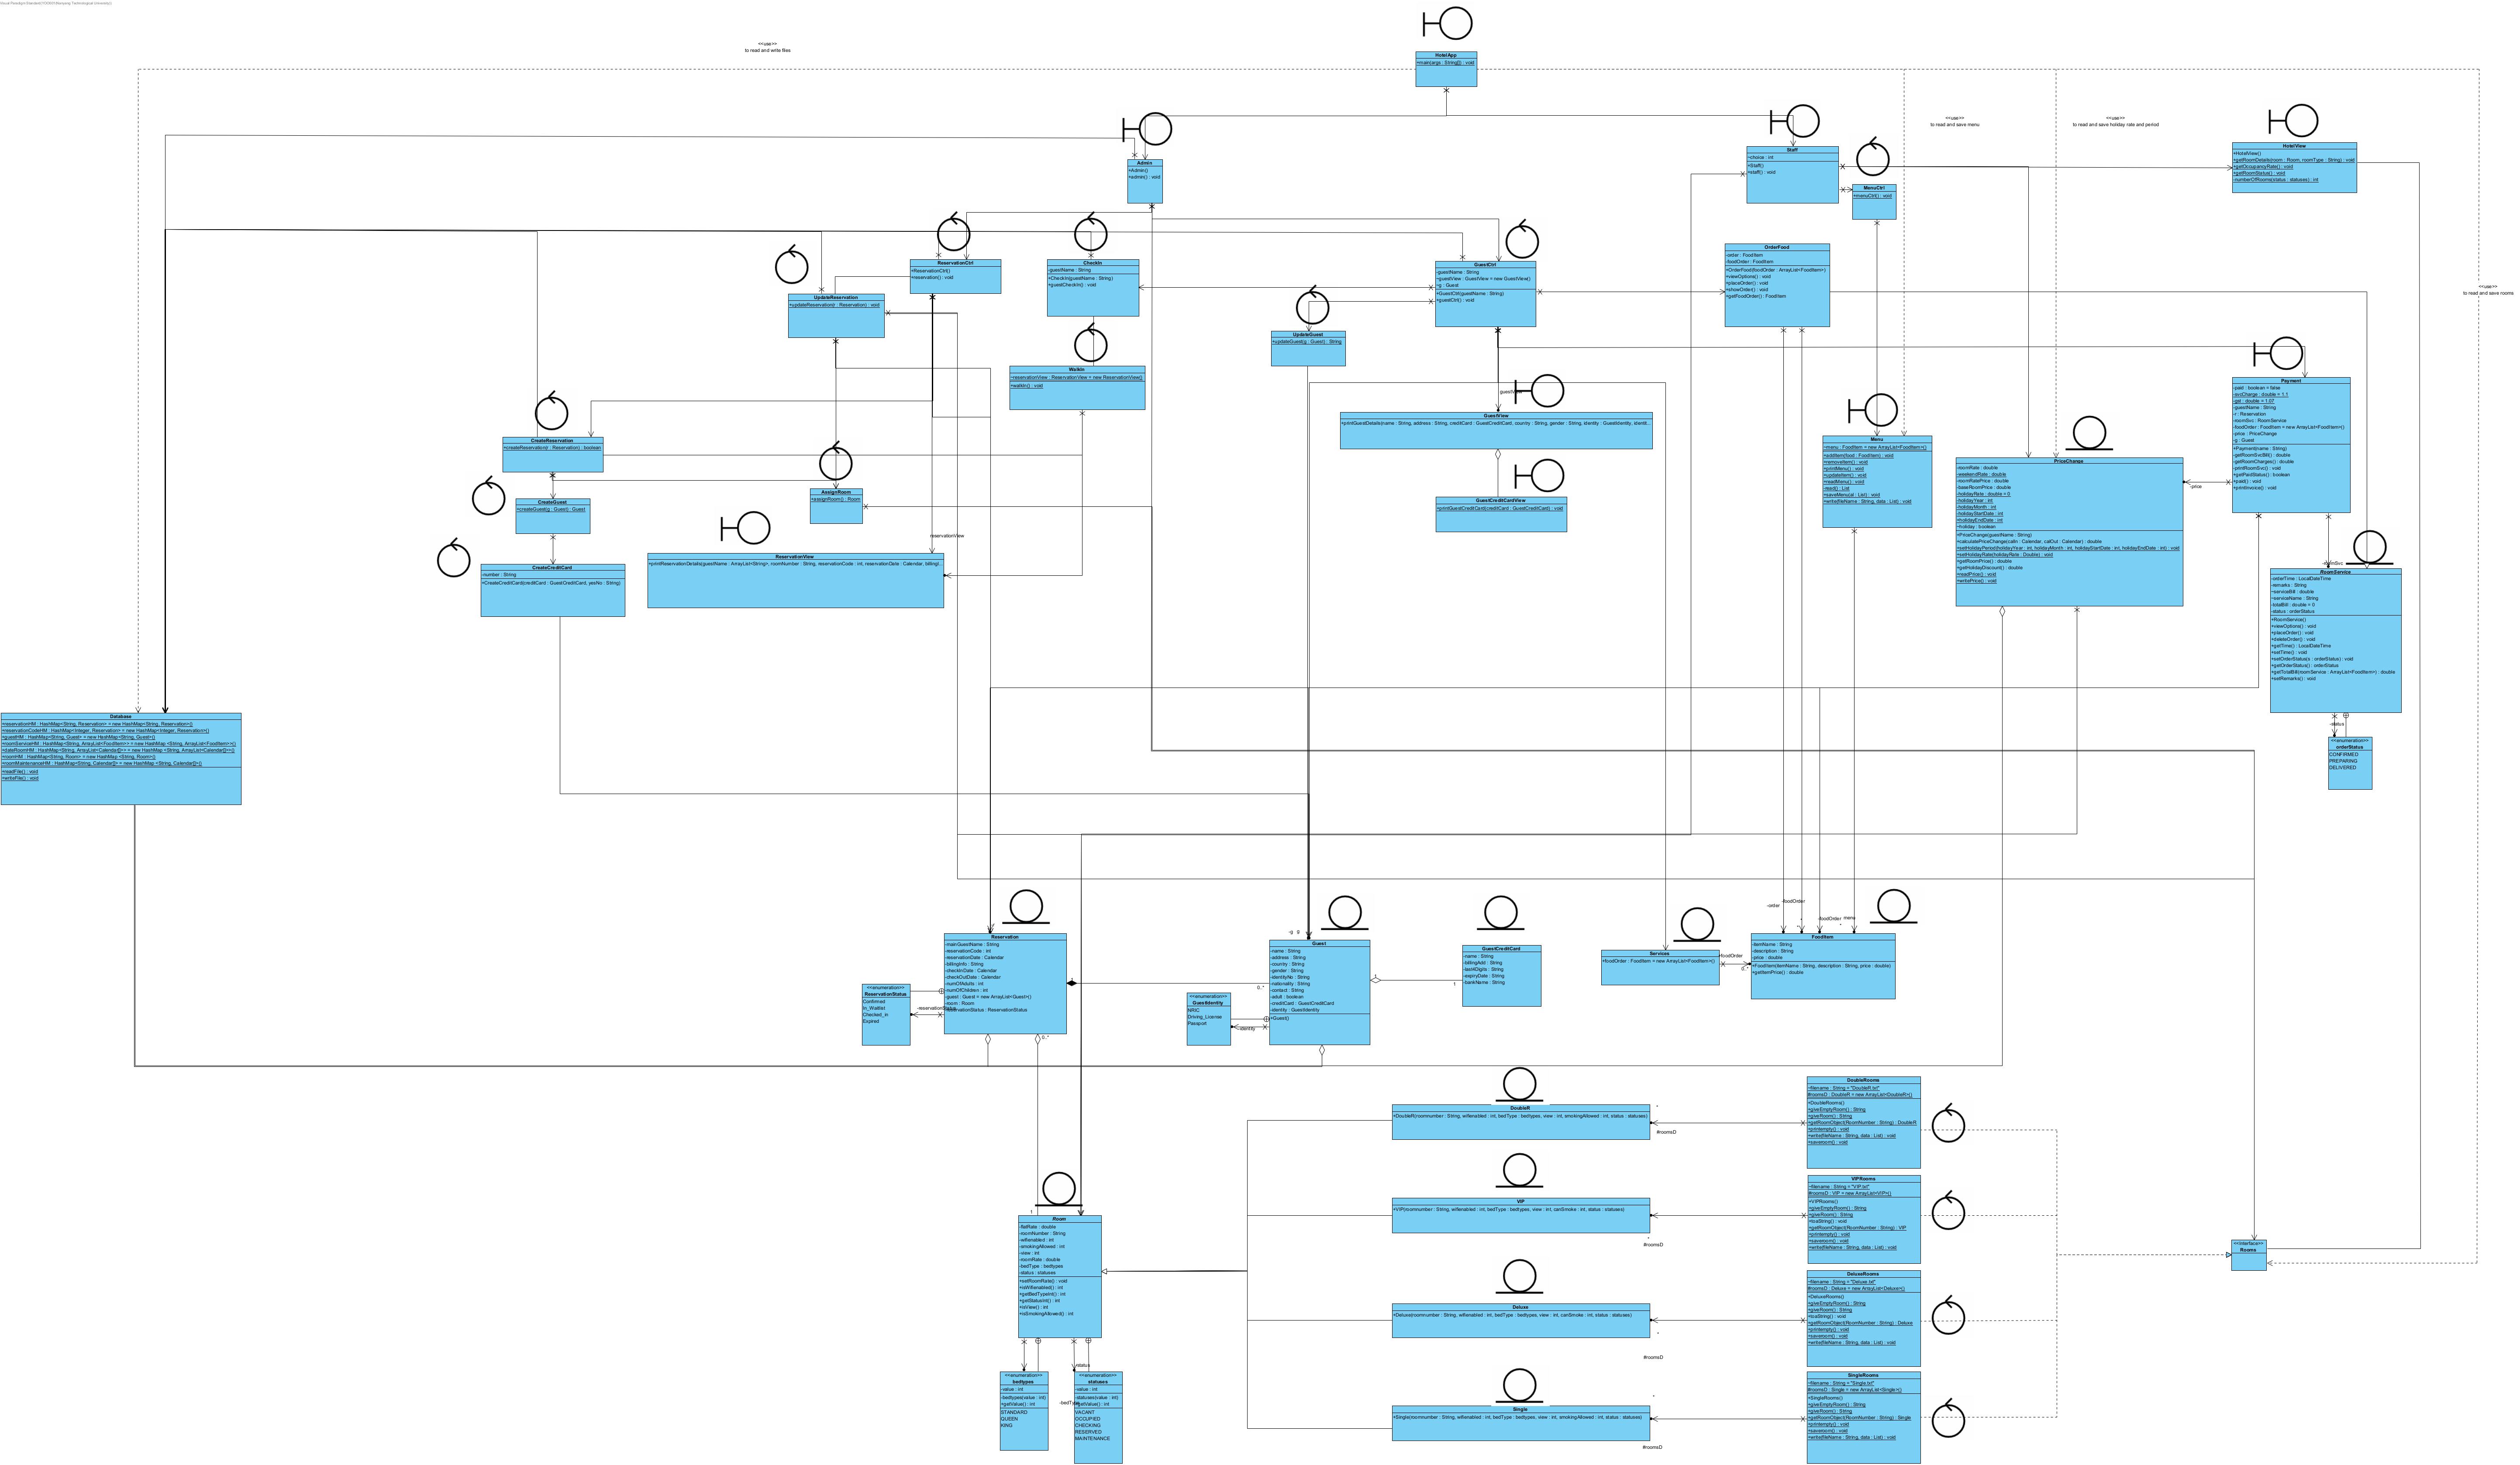 <<use>>
to read and write files
HotelApp
+main(args : String[]) : void
Admin
+Admin()
+admin() : void
Staff
~choice : int
+Staff()
+staff() : void
MenuCtrl
+menuCtrl() : void
<<use>>
to read and save menu
<<use>>
to read and save holiday rate and period
HotelView
+HotelView()
+getRoomDetails(room : Room, roomType : String) : void
+getOccupancyRate() : void
+getRoomStatus() : void
-numberOfRooms(status : statuses) : int
<<use>>
to read and save rooms
ReservationCtrl
+ReservationCtrl()
+reservation() : void
CheckIn
-guestName : String
+CheckIn(guestName : String)
+guestCheckIn() : void
GuestCtrl
-guestName : String
~guestView : GuestView = new GuestView()
~g : Guest
+GuestCtrl(guestName : String)
+guestCtrl() : void
OrderFood
-order : FoodItem
-foodOrder : FoodItem
+OrderFood(foodOrder : ArrayList<FoodItem>)
+viewOptions() : void
+placeOrder() : void
+showOrder() : void
+getFoodOrder() : FoodItem
UpdateReservation
+updateReservation(r : Reservation) : void
UpdateGuest
+updateGuest(g : Guest) : String
WalkIn
~reservationView : ReservationView = new ReservationView()
+walkIn() : void
GuestView
+printGuestDetails(name : String, address : String, creditCard : GuestCreditCard, country : String, gender : String, identity : GuestIdentity, identit...
GuestCreditCardView
+printGuestCreditCard(creditCard : GuestCreditCard) : void
Payment
-paid : boolean = false
-svcCharge : double = 1.1
-gst : double = 1.07
-guestName : String
-r : Reservation
-roomSvc : RoomService
-foodOrder : FoodItem = new ArrayList<FoodItem>()
-price : PriceChange
-g : Guest
+Payment(name : String)
-getRoomSvcBill() : double
-getRoomCharges() : double
-printRoomSvc() : void
+getPaidStatus() : boolean
+paid() : void
+printInvoice() : void
Menu
~menu : FoodItem = new ArrayList<FoodItem>()
+addItem(food : FoodItem) : void
+removeItem() : void
+printMenu() : void
+updateItem() : void
+readMenu() : void
-read() : List
+saveMenu(al : List) : void
+write(fileName : String, data : List) : void
PriceChange
-roomRate : double
-weekendRate : double
-roomRatePrice : double
-baseRoomPrice : double
-holidayRate : double = 0
-holidayYear : int
-holidayMonth : int
-holidayStartDate : int
-holidayEndDate : int
~holiday : boolean
+PriceChange(guestName : String)
+calculatePriceChange(calIn : Calendar, calOut : Calendar) : double
+setHolidayPeriod(holidayYear : int, holidayMonth : int, holidayStartDate : int, holidayEndDate : int) : void
+setHolidayRate(holidayRate : Double) : void
+getRoomPrice() : double
+getHolidayDiscount() : double
+readPrice() : void
+writePrice() : void
-price
CreateReservation
+createReservation(r : Reservation) : boolean
AssignRoom
+assignRoom() : Room
CreateGuest
+createGuest(g : Guest) : Guest
CreateCreditCard
-number : String
+CreateCreditCard(creditCard : GuestCreditCard, yesNo : String)
reservationView
ReservationView
+printReservationDetails(guestName : ArrayList<String>, roomNumber : String, reservationCode : int, reservationDate : Calendar, billingI...
RoomService
-orderTime : LocalDateTime
-remarks : String
~serviceBill : double
~serviceName : String
-totalBill : double = 0
-status : orderStatus
+RoomService()
+viewOptions() : void
+placeOrder() : void
+deleteOrder() : void
+getTime() : LocalDateTime
+setTime() : void
+setOrderStatus(s : orderStatus) : void
+getOrderStatus() : orderStatus
+getTotalBill(roomService : ArrayList<FoodItem>) : double
+setRemarks() : void
-status
<<enumeration>>
orderStatus
CONFIRMED
PREPARING
DELIVERED
Database
+reservationHM : HashMap<String, Reservation> = new HashMap<String, Reservation>()
+reservationCodeHM : HashMap<Integer, Reservation> = new HashMap<Integer, Reservation>()
+guestHM : HashMap<String, Guest> = new HashMap<String, Guest>()
+roomServiceHM : HashMap<String, ArrayList<FoodItem>> = new HashMap <String, ArrayList<FoodItem>>()
+dateRoomHM : HashMap<String, ArrayList<Calendar[]>> = new HashMap <String, ArrayList<Calendar[]>>()
+roomHM : HashMap<String, Room> = new HashMap <String, Room>()
+roomMaintenanceHM : HashMap<String, Calendar[]> = new HashMap <String, Calendar[]>()
+readFile() : void
+writeFile() : void
Reservation
-mainGuestName : String
-reservationCode : int
-reservationDate : Calendar
-billingInfo : String
-checkInDate : Calendar
-checkOutDate : Calendar
-numOfAdults : int
-numOfChildren : int
-guest : Guest = new ArrayList<Guest>()
-room : Room
-reservationStatus : ReservationStatus
<<enumeration>>
ReservationStatus
Confirmed
In_Waitlist
Checked_in
Expired
-g g
Guest
-name : String
-address : String
-country : String
-gender : String
-identityNo : String
-nationality : String
-contact : String
-adult : boolean
-creditCard : GuestCreditCard
-identity : GuestIdentity
+Guest()
<<enumeration>>
GuestIdentity
NRIC
Driving_License
Passport
-identity
0..*
1
1
GuestCreditCard
-name : String
-billingAdd : String
-last4Digits : String
-expiryDate : String
-bankName : String
Services
+foodOrder : FoodItem = new ArrayList<FoodItem>()
+foodOrder
0..*
-order
-foodOrder
-foodOrder
menu
FoodItem
-itemName : String
-description : String
-price : double
+FoodItem(itemName : String, description : String, price : double)
+getItemPrice() : double
0..*
1
Room
-flatRate : double
-roomNumber : String
-wifienabled : int
-smokingAllowed : int
-view : int
-roomRate : double
-bedType : bedtypes
-status : statuses
+setRoomRate() : void
+isWifienabled() : int
+getBedTypeInt() : int
+getStatusInt() : int
+isView() : int
+isSmokingAllowed() : int
<<enumeration>>
bedtypes
-value : int
-bedtypes(value : int)
+getValue() : int
STANDARD
QUEEN
KING
-status
<<enumeration>>
statuses
-value : int
-statuses(value : int)
+getValue() : int
VACANT
OCCUPIED
CHECKING
RESERVED
MAINTENANCE
DoubleR
+DoubleR(roomnumber : String, wifienabled : int, bedType : bedtypes, view : int, smokingAllowed : int, status : statuses)
*
#roomsD
DoubleRooms
~filename : String = "DoubleR.txt"
#roomsD : DoubleR = new ArrayList<DoubleR>()
+DoubleRooms()
+giveEmptyRoom() : String
+giveRoom() : String
+getRoomObject(RoomNumber : String) : DoubleR
+printempty() : void
+write(fileName : String, data : List) : void
+saveroom() : void
VIP
+VIP(roomnumber : String, wifienabled : int, bedType : bedtypes, view : int, canSmoke : int, status : statuses)
*
#roomsD
VIPRooms
~filename : String = "VIP.txt"
#roomsD : VIP = new ArrayList<VIP>()
+VIPRooms()
+giveEmptyRoom() : String
+giveRoom() : String
+toaString() : void
+getRoomObject(RoomNumber : String) : VIP
+printempty() : void
+saveroom() : void
+write(fileName : String, data : List) : void
<<Interface>>
Rooms
Deluxe
+Deluxe(roomnumber : String, wifienabled : int, bedType : bedtypes, view : int, canSmoke : int, status : statuses)
*
#roomsD
DeluxeRooms
~filename : String = "Deluxe.txt"
#roomsD : Deluxe = new ArrayList<Deluxe>()
+DeluxeRooms()
+giveEmptyRoom() : String
+giveRoom() : String
+toaString() : void
+getRoomObject(RoomNumber : String) : Deluxe
+printempty() : void
+saveroom() : void
+write(fileName : String, data : List) : void
Single
+Single(roomnumber : String, wifienabled : int, bedType : bedtypes, view : int, smokingAllowed : int, status : statuses)
*
#roomsD
SingleRooms
~filename : String = "Single.txt"
#roomsD : Single = new ArrayList<Single>()
+SingleRooms()
+giveEmptyRoom() : String
+giveRoom() : String
+getRoomObject(RoomNumber : String) : Single
+printempty() : void
+saveroom() : void
+write(fileName : String, data : List) : void